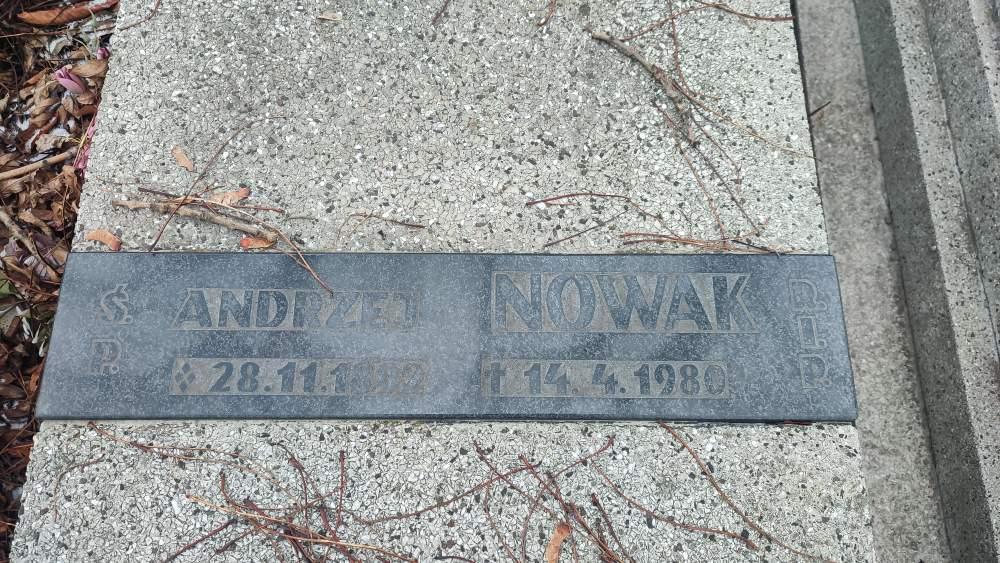 Ś.
P.
ANDRZEJ NOWAK
28.11. † 14.4.1980
D.I.P.